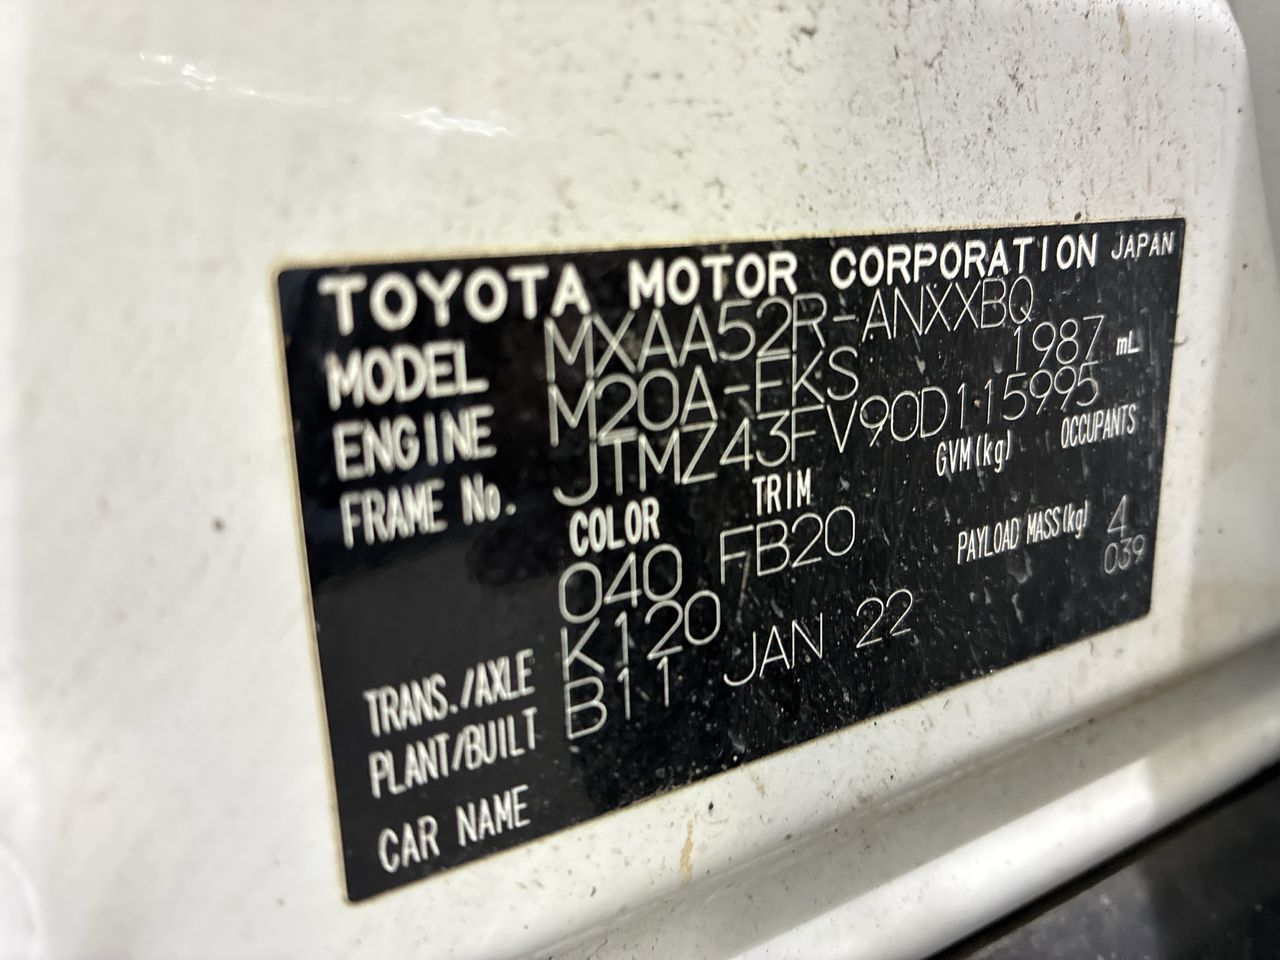 TOYOTA MOTOR CORPORATION JAPAN
MODEL MXAA52R-ANXXBQ
ENGINE M20A-FKS 1987 mL
FRAME No. JTMZ43FV90D115995
COLOR TRIM GVM(kg) OCCUPANTS
040 FB20 4
TRANS./AXLE K120 PAYLOAD MASS(kg) 039
PLANT/BUILT B11 JAN 22
CAR NAME